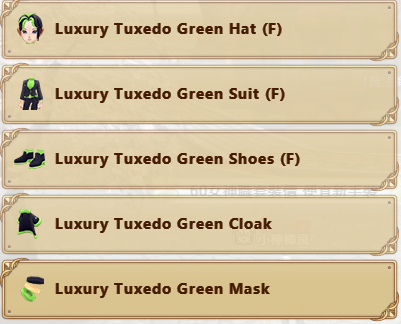 Luxury Tuxedo Green Hat (F)
Luxury Tuxedo Green Suit (F)
Luxury Tuxedo Green Shoes (F)
Luxury Tuxedo Green Cloak
Luxury Tuxedo Green Mask